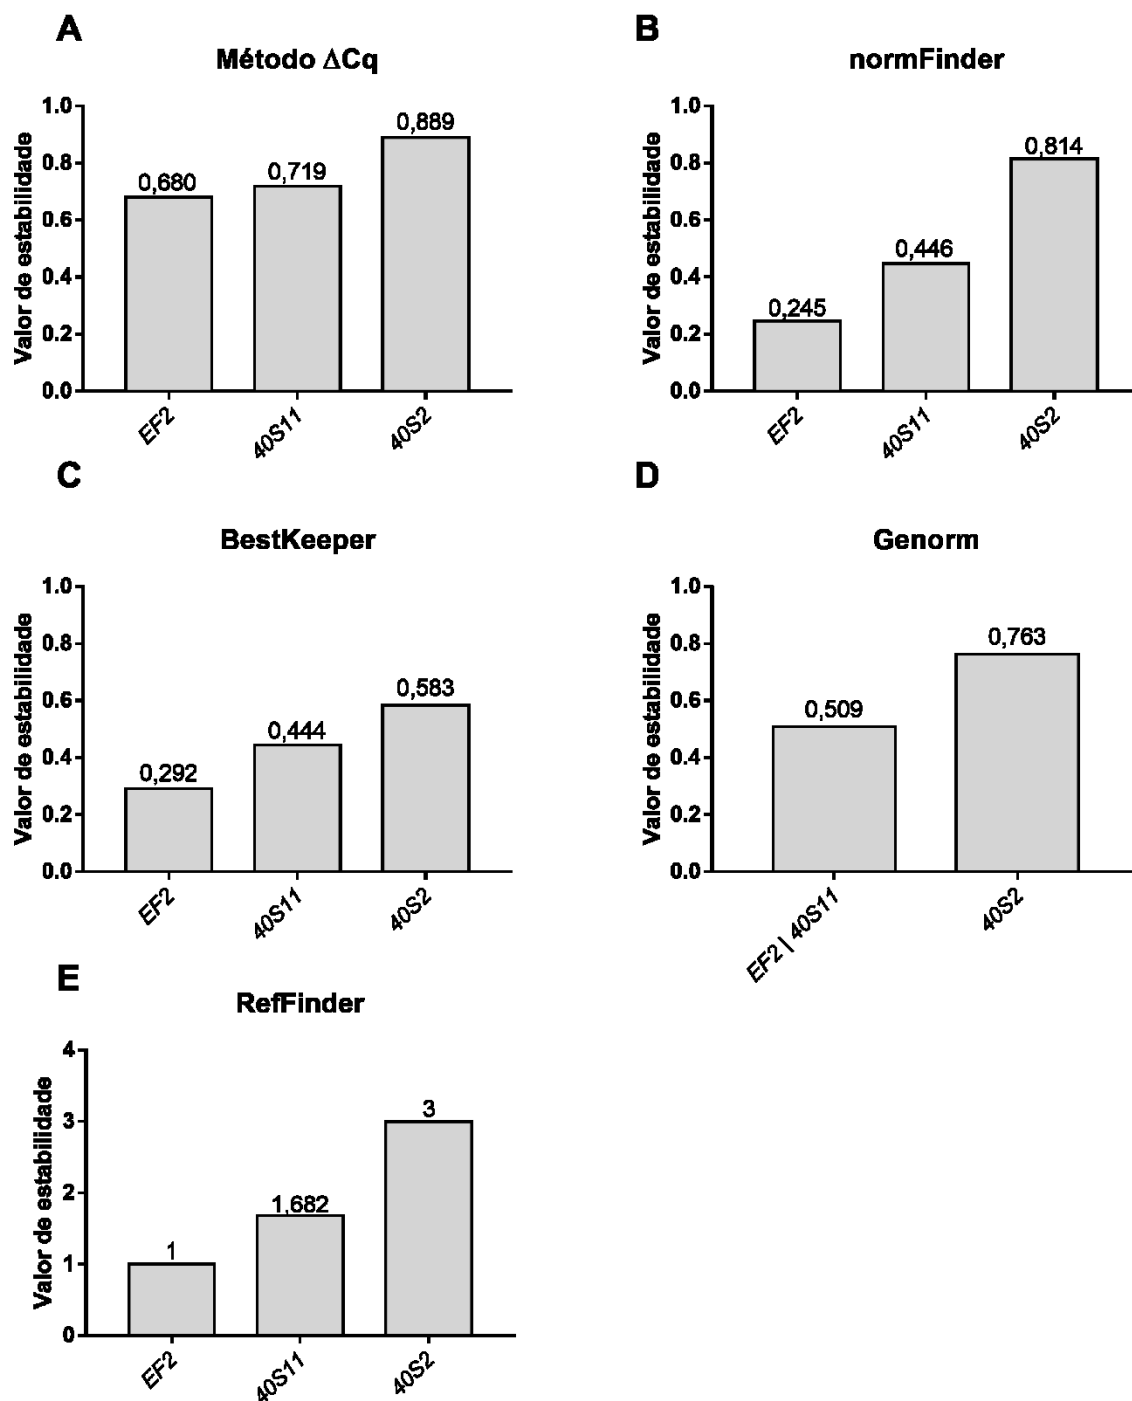 A
Método ΔCq
Valor de estabilidade
1.0
0.8
0.6
0.4
0.2
0.0
0,680
0,719
0,889
EF2
40S11
40S2
B
normFinder
Valor de estabilidade
1.0
0.8
0.6
0.4
0.2
0.0
0,245
0,446
0,814
EF2
40S11
40S2
C
BestKeeper
Valor de estabilidade
1.0
0.8
0.6
0.4
0.2
0.0
0,292
0,444
0,583
EF2
40S11
40S2
D
Genorm
Valor de estabilidade
1.0
0.8
0.6
0.4
0.2
0.0
0,509
0,763
EF2 | 40S11
40S2
E
RefFinder
Valor de estabilidade
4
3
2
1
0
1
1,682
3
EF2
40S11
40S2